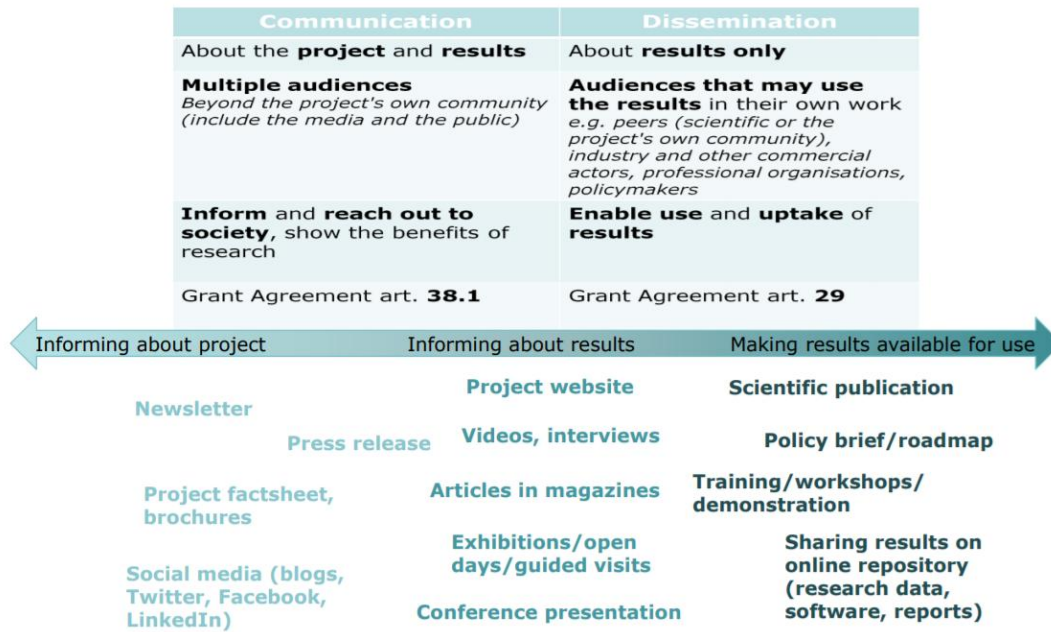 Communication
Dissemination
About the project and results
About results only
Multiple audiences
Beyond the project's own community
(include the media and the public)
Audiences that may use
the results in their own work
e.g. peers (scientific or the
project's own community),
industry and other commercial
actors, professional organisations,
policymakers
Inform and reach out to
society, show the benefits of
research
Enable use and uptake of
results
Grant Agreement art. 38.1
Grant Agreement art. 29
Informing about project
Informing about results
Making results available for use
Newsletter
Press release
Project factsheet,
brochures
Social media (blogs,
Twitter, Facebook,
LinkedIn)
Project website
Videos, interviews
Articles in magazines
Exhibitions/open
days/guided visits
Conference presentation
Scientific publication
Policy brief/roadmap
Training/workshops/
demonstration
Sharing results on
online repository
(research data,
software, reports)